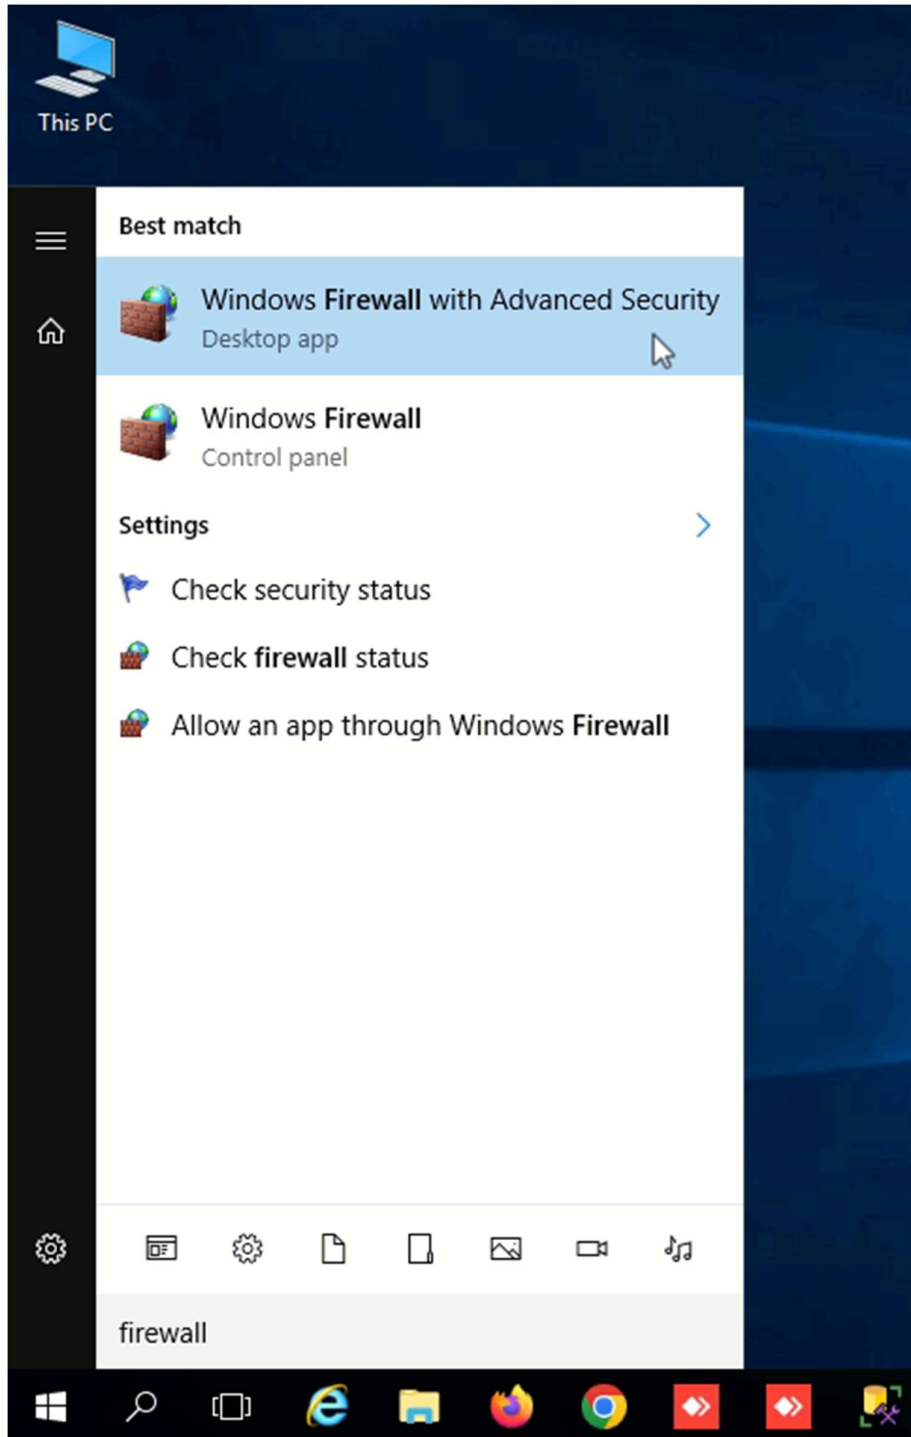 This PC
Best match
Windows Firewall with Advanced Security
Desktop app
Windows Firewall
Control panel
Settings
Check security status
Check firewall status
Allow an app through Windows Firewall
firewall